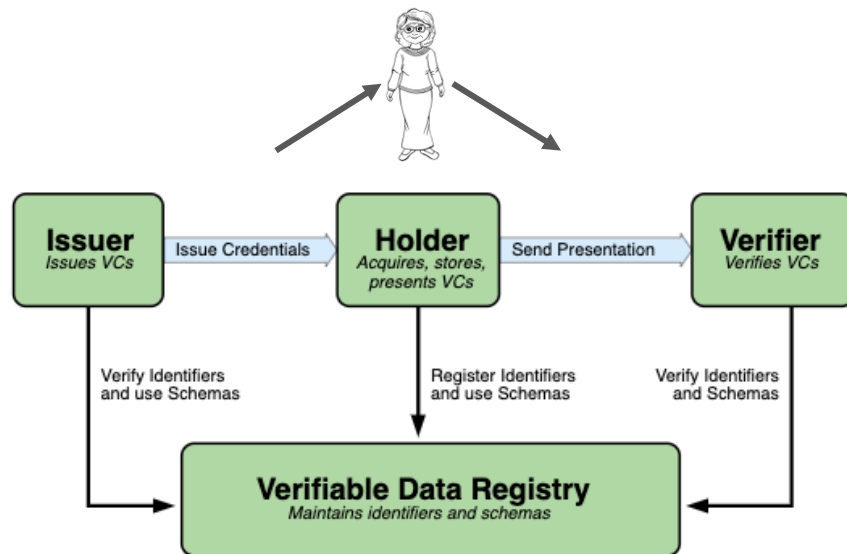 Issuer
Issues VCs
Issue Credentials
Holder
Acquires, stores,
presents VCs
Send Presentation
Verifier
Verifies VCs
Verify Identifiers
and use Schemas
Register Identifiers
and use Schemas
Verify Identifiers
and Schemas
Verifiable Data Registry
Maintains identifiers and schemas